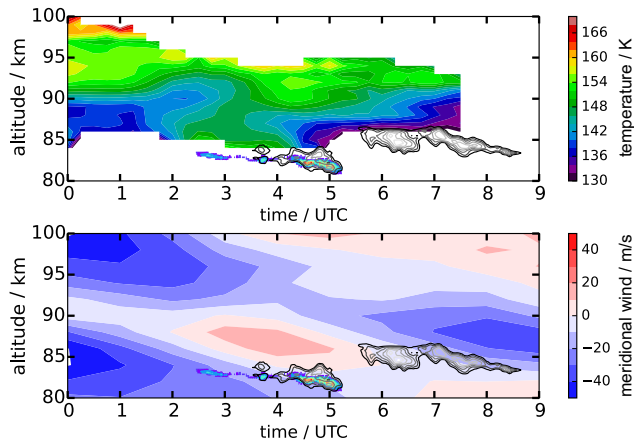 100
95
90
85
80
altitude / km
0 1 2 3 4 5 6 7 8 9
time / UTC
166
160
154
148
142
136
130
temperature / K
100
95
90
85
80
altitude / km
0 1 2 3 4 5 6 7 8 9
time / UTC
40
20
0
−20
−40
meridional wind / m/s